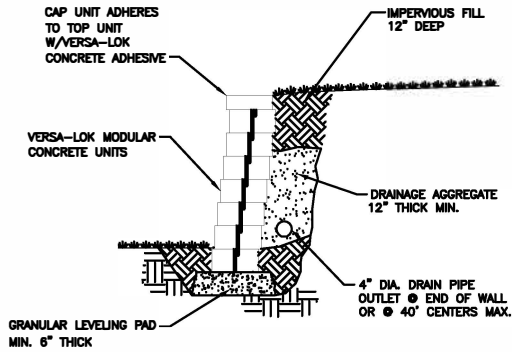 CAP UNIT ADHERES
TO TOP UNIT
W/VERSA-LOK
CONCRETE ADHESIVE
IMPERVIOUS FILL
12" DEEP
VERSA-LOK MODULAR
CONCRETE UNITS
DRAINAGE AGGREGATE
12" THICK MIN.
4" DIA. DRAIN PIPE
OUTLET @ END OF WALL
OR @ 40' CENTERS MAX.
GRANULAR LEVELING PAD
MIN. 6" THICK